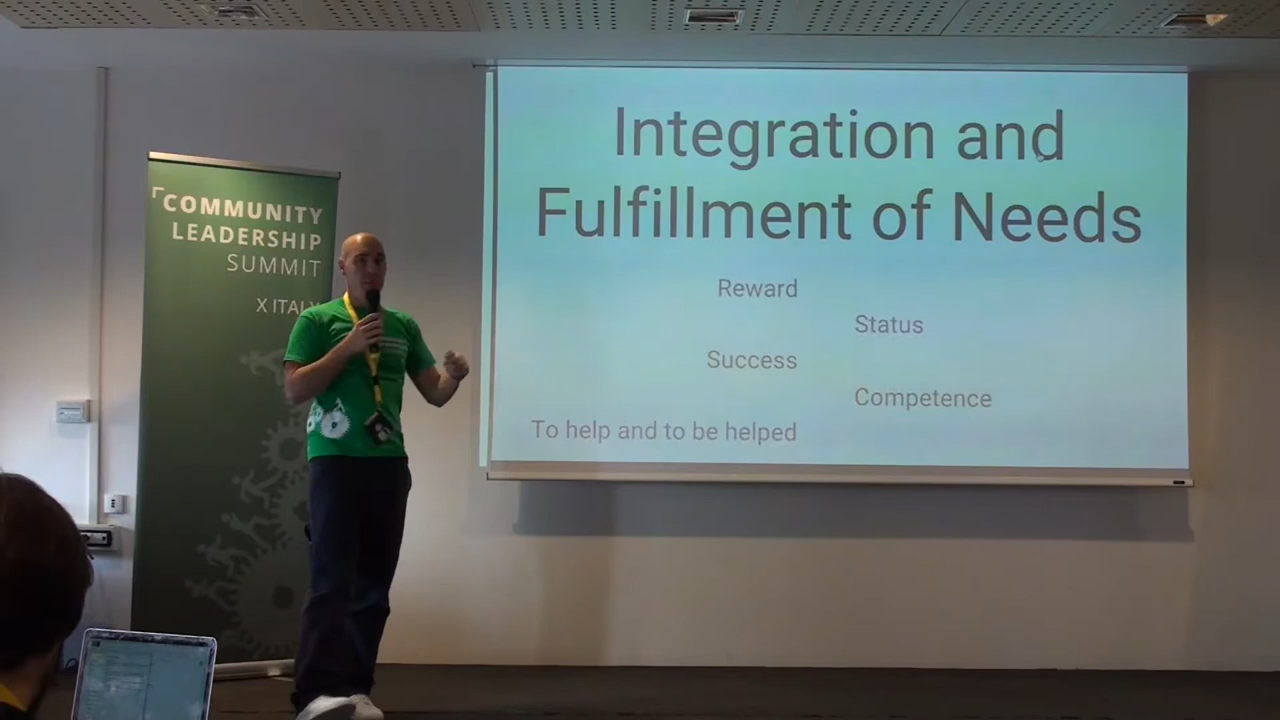 COMMUNITY
LEADERSHIP
SUMMIT
X ITALY
Integration and
Fulfillment of Needs
Reward
Status
Success
Competence
To help and to be helped